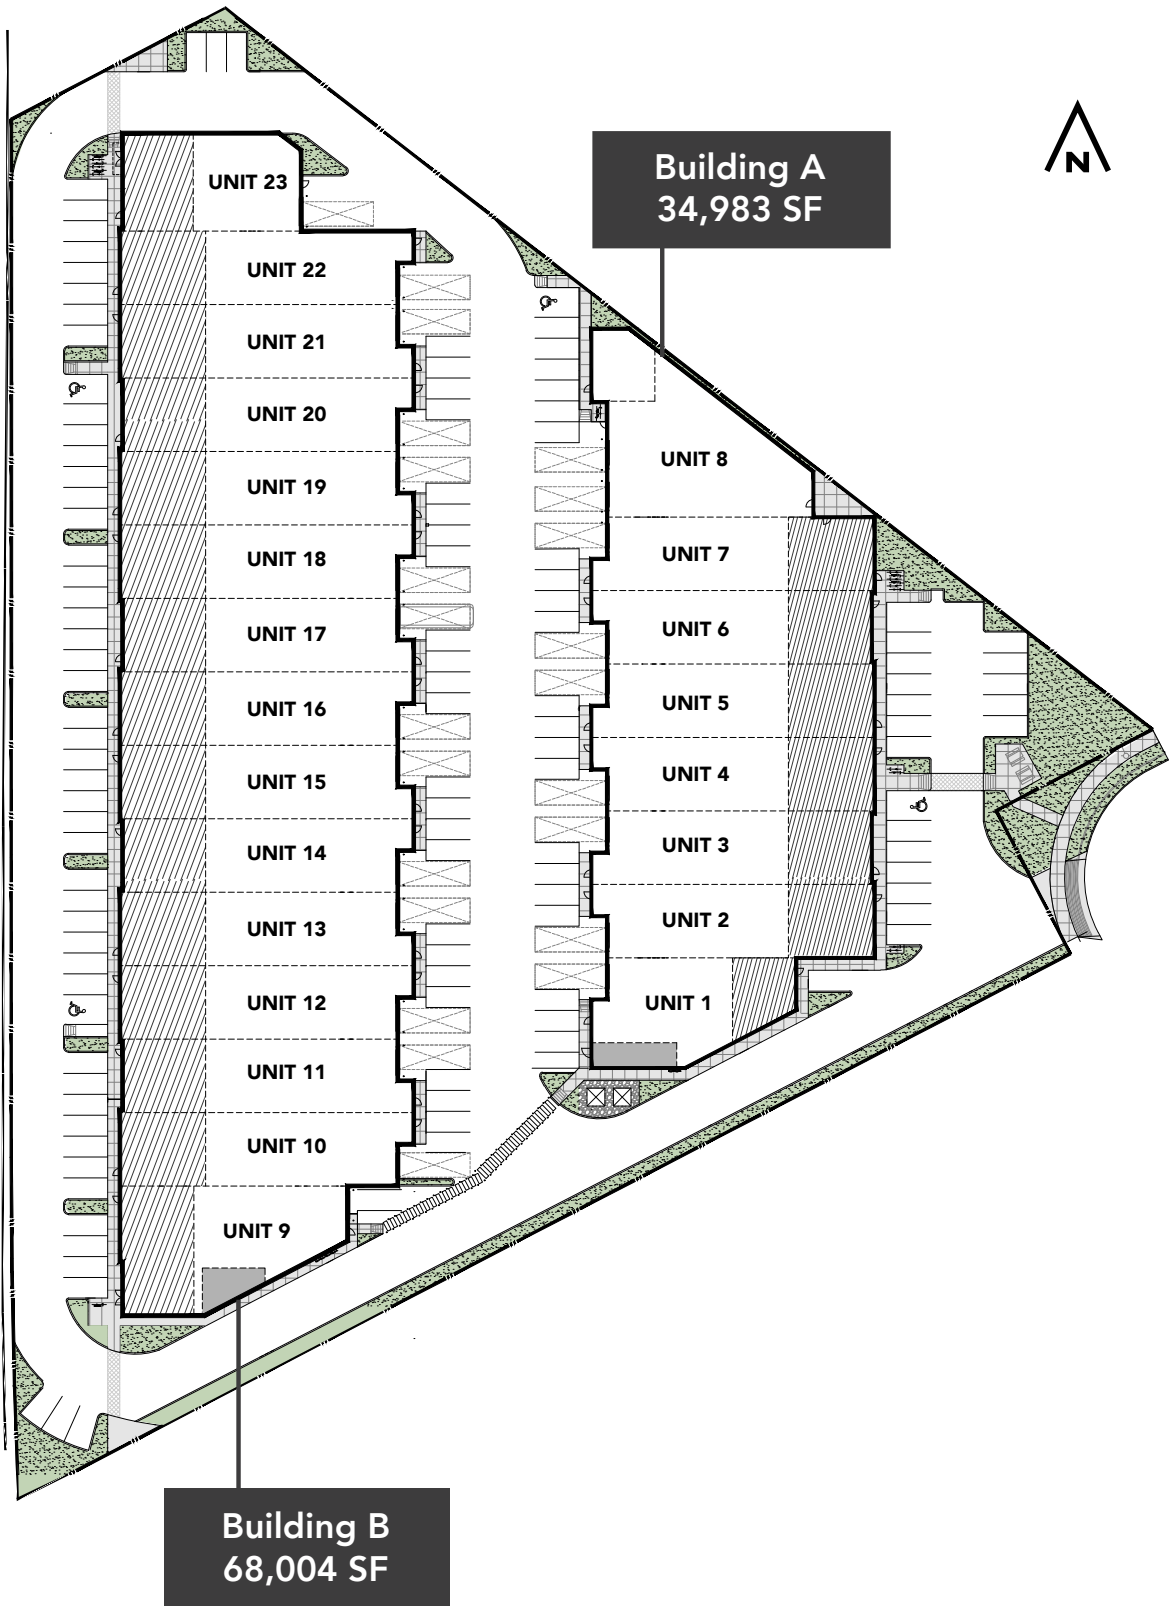 N
Building A
34,983 SF
UNIT 23
UNIT 22
UNIT 21
UNIT 20
UNIT 19
UNIT 18
UNIT 17
UNIT 16
UNIT 15
UNIT 14
UNIT 13
UNIT 12
UNIT 11
UNIT 10
UNIT 9
UNIT 8
UNIT 7
UNIT 6
UNIT 5
UNIT 4
UNIT 3
UNIT 2
UNIT 1
Building B
68,004 SF